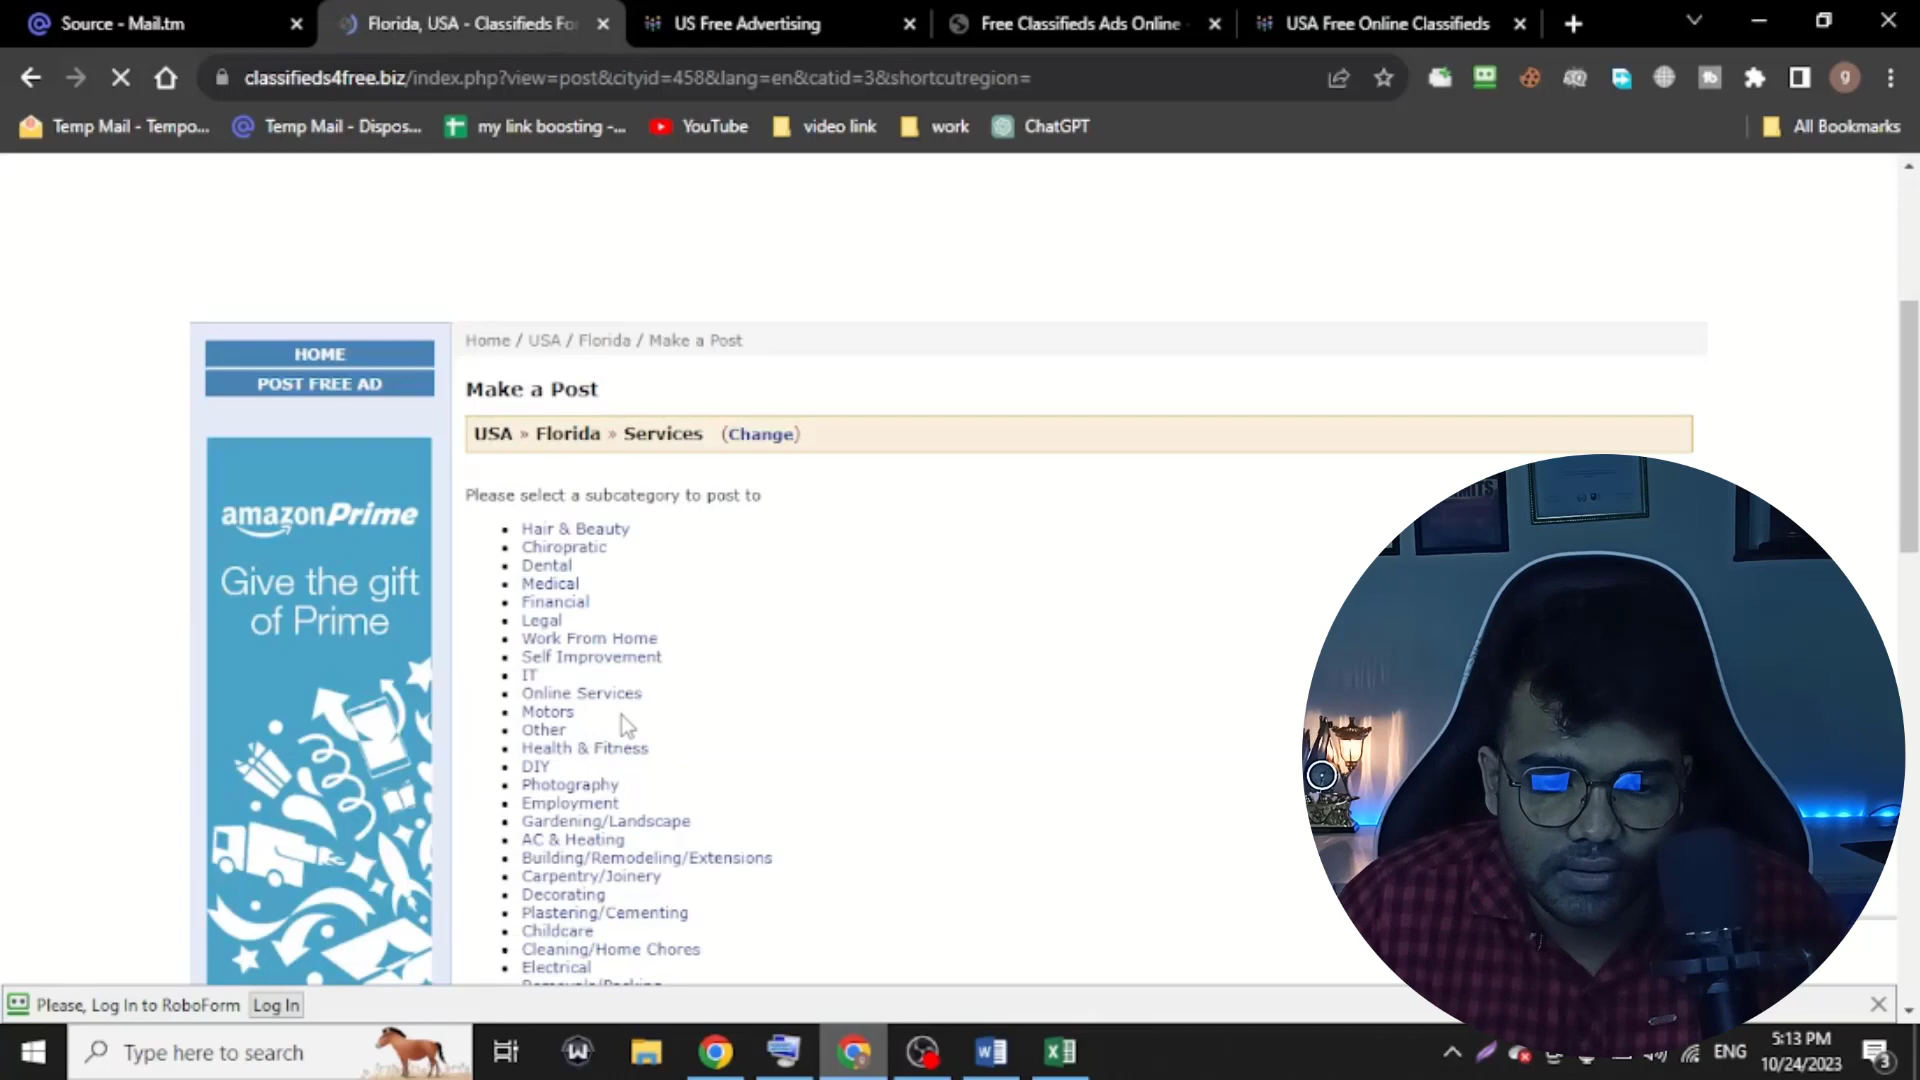 Source - Mail.tm
Florida, USA - Classifieds Fo
US Free Advertising
Free Classifieds Ads Online
USA Free Online Classifieds
classifieds4free.biz/index.php?view=post&cityid=458&lang=en&catid=3&shortcutregion=
g
Temp Mail - Tempo...
Temp Mail - Dispos...
my link boosting -...
YouTube
video link
work
ChatGPT
All Bookmarks
HOME
POST FREE AD
amazonPrime
Give the gift
of Prime
Home / USA / Florida / Make a Post
Make a Post
USA » Florida » Services (Change)
Please select a subcategory to post to
Hair & Beauty
Chiropratic
Dental
Medical
Financial
Legal
Work From Home
Self Improvement
IT
Online Services
Motors
Other
Health & Fitness
DIY
Photography
Employment
Gardening/Landscape
AC & Heating
Building/Remodeling/Extensions
Carpentry/Joinery
Decorating
Plastering/Cementing
Childcare
Cleaning/Home Chores
Electrical
Please, Log In to RoboForm Log In
Type here to search
ENG
5:13 PM
10/24/2023
3